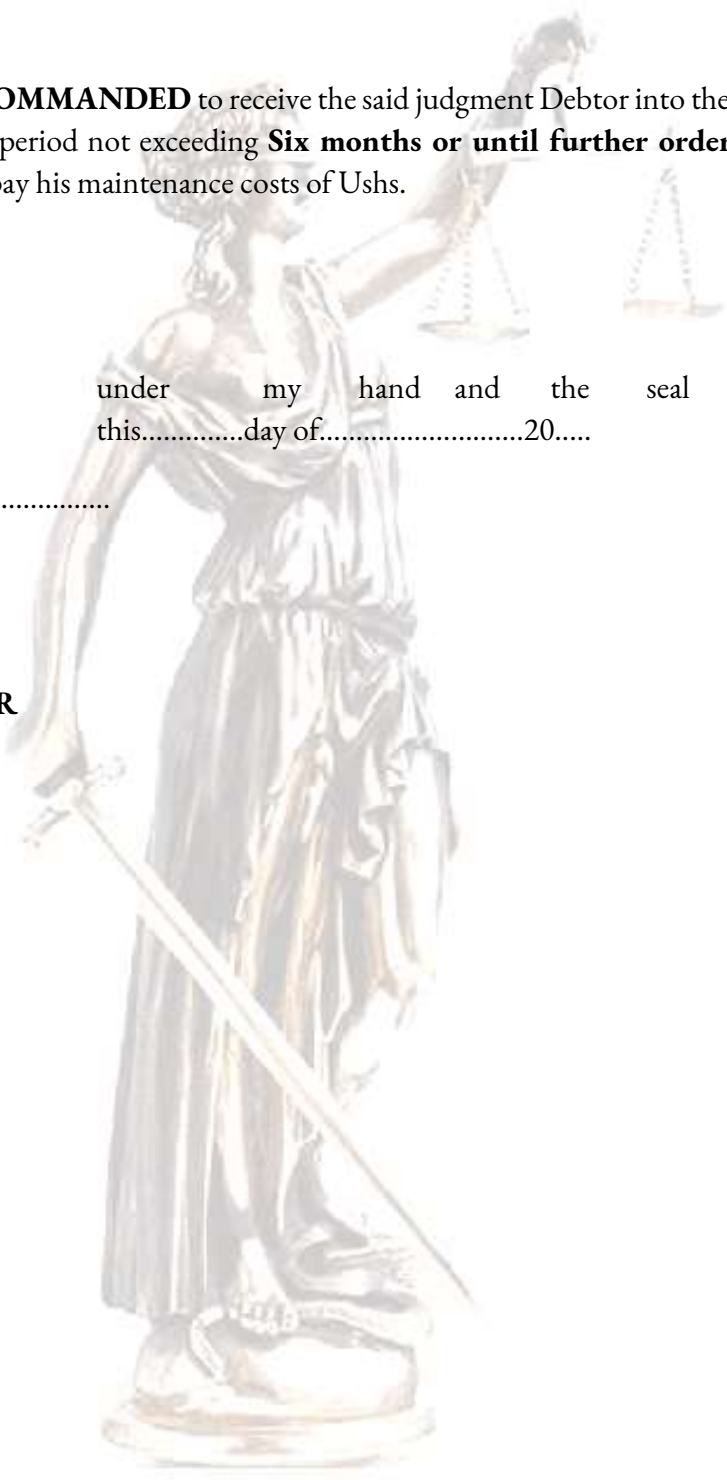 OMMANDED to receive the said judgment Debtor into the
period not exceeding Six months or until further order
pay his maintenance costs of Ushs.
under my hand and the seal
this..............day of............................20.....
...............
R